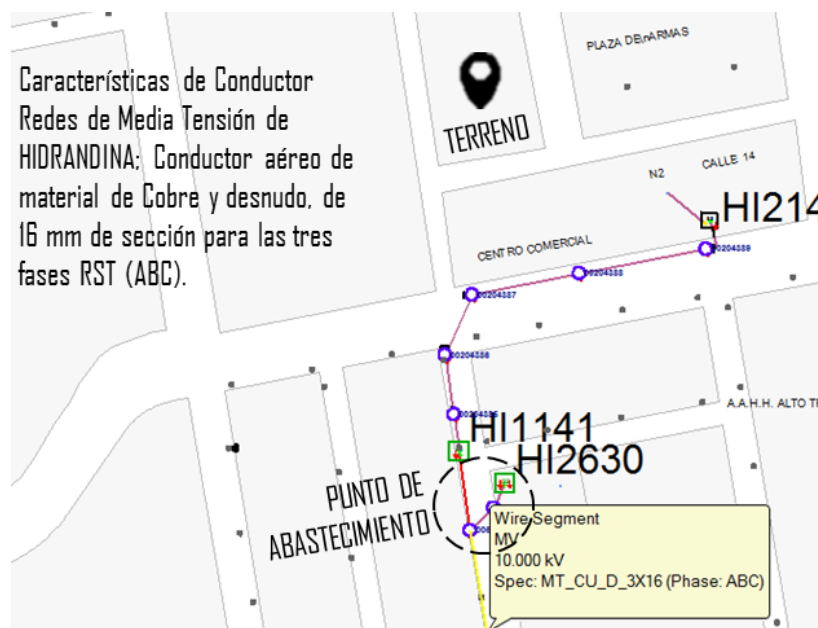 PLAZA DE\nARMAS
Características de Conductor
Redes de Media Tensión de
HIDRANDINA; Conductor aéreo de
material de Cobre y desnudo, de
16 mm de sección para las tres
fases RST (ABC).
TERRENO
CALLE 14
N2
HI214
CENTRO COMERCIAL
00204389
00204388
00204387
00204386
A.A.H.H. ALTO
HI1141
HI2630
PUNTO DE
ABASTECIMIENTO
Wire Segment
MV
10.000 kV
Spec: MT_CU_D_3X16 (Phase: ABC)